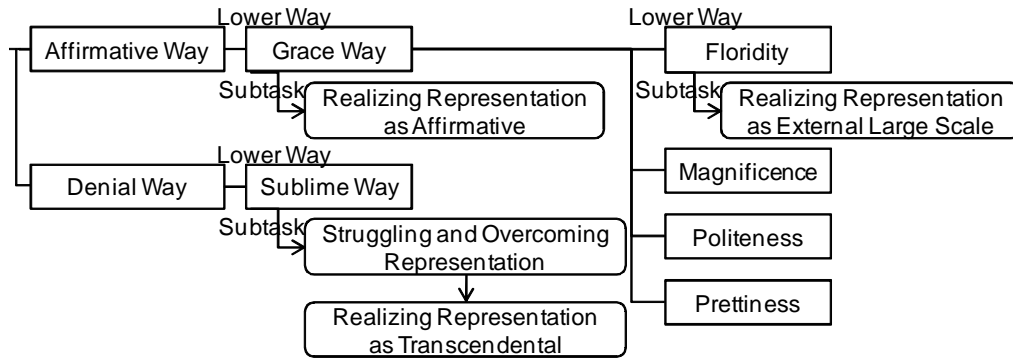 Lower Way
Lower Way
Affirmative Way
Grace Way
Floridity
Subtask
Subtask
Realizing Representation
as Affirmative
Realizing Representation
as External Large Scale
Lower Way
Denial Way
Sublime Way
Magnificence
Subtask
Struggling and Overcoming
Representation
Politeness
Realizing Representation
as Transcendental
Prettiness